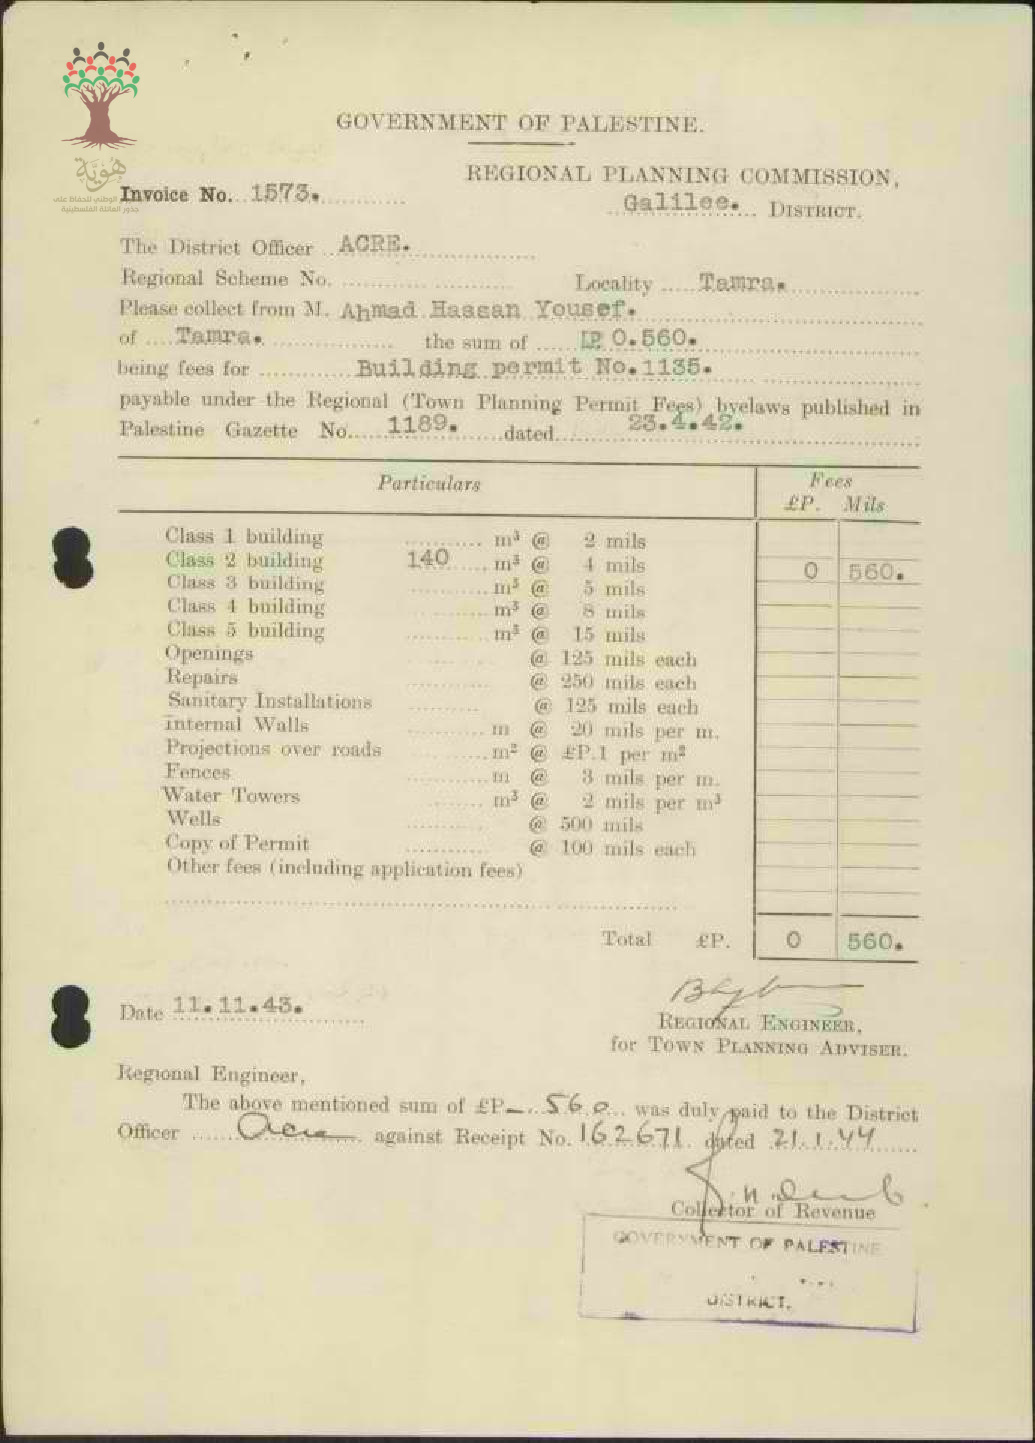 هُوِيَّة
الوطني للحفاظ على
جذور العائلة الفلسطينية
GOVERNMENT OF PALESTINE.
REGIONAL PLANNING COMMISSION,
Invoice No. 1573.
Galilee. DISTRICT.
The District Officer ACRE.
Regional Scheme No. Locality Tamra.
Please collect from M. Ahmad Hassan Yousef.
of Tamra. the sum of LP 0.560.
being fees for Building permit No.1135.
payable under the Regional (Town Planning Permit Fees) byelaws published in
Palestine Gazette No. 1189. dated 23.4.42.
Particulars Fees
£P. Mils
Class 1 building m³ @ 2 mils
Class 2 building 140 m³ @ 4 mils 0 560.
Class 3 building m³ @ 5 mils
Class 4 building m³ @ 8 mils
Class 5 building m³ @ 15 mils
Openings @ 125 mils each
Repairs @ 250 mils each
Sanitary Installations @ 125 mils each
Internal Walls m @ 20 mils per m.
Projections over roads m² @ £P.1 per m²
Fences m @ 3 mils per m.
Water Towers m³ @ 2 mils per m³
Wells @ 500 mils
Copy of Permit @ 100 mils each
Other fees (including application fees)
Total £P. 0 560.
Date 11.11.43.
REGIONAL ENGINEER,
for TOWN PLANNING ADVISER.
Regional Engineer,
The above mentioned sum of £P—.560 was duly paid to the District
Officer Acre against Receipt No. 162671 dated 21.1.44
Collector of Revenue
GOVERNMENT OF PALESTINE
DISTRICT.